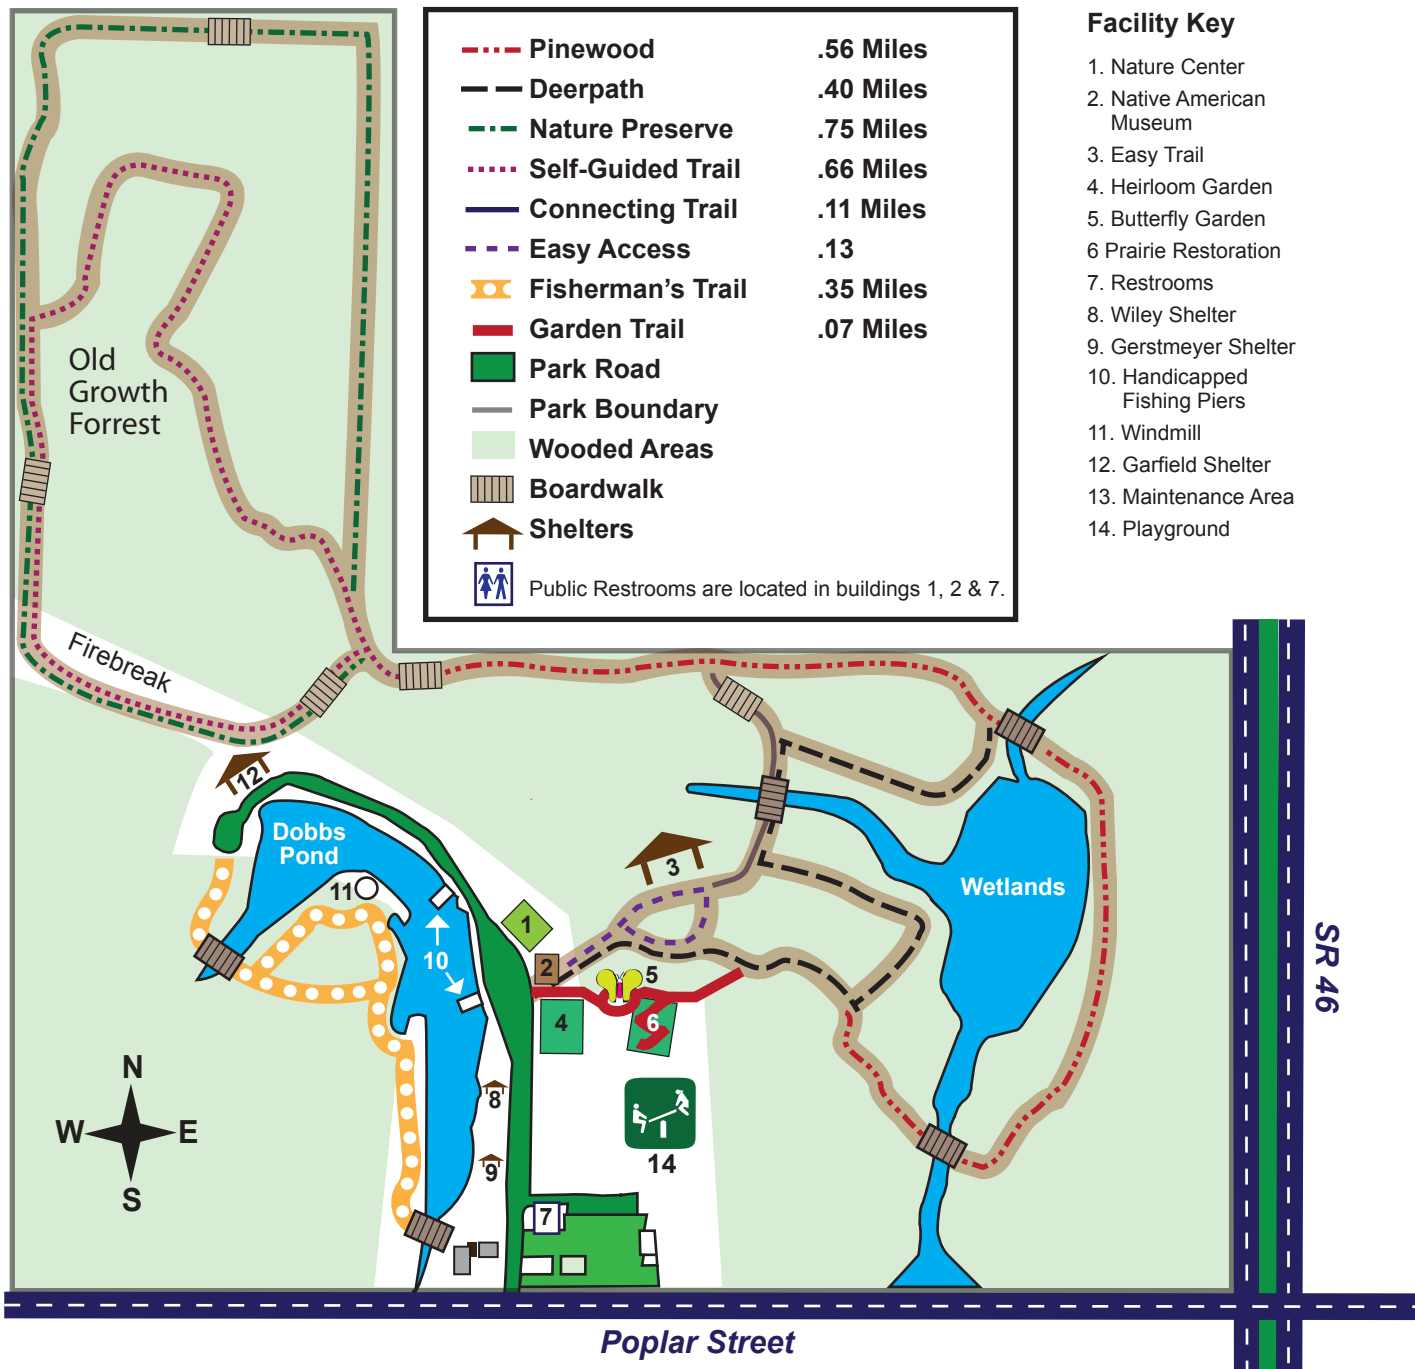 Pinewood .56 Miles
Deerpath .40 Miles
Nature Preserve .75 Miles
Self-Guided Trail .66 Miles
Connecting Trail .11 Miles
Easy Access .13
Fisherman's Trail .35 Miles
Garden Trail .07 Miles
Park Road
Park Boundary
Wooded Areas
Boardwalk
Shelters
Public Restrooms are located in buildings 1, 2 & 7.
Facility Key
1. Nature Center
2. Native American
Museum
3. Easy Trail
4. Heirloom Garden
5. Butterfly Garden
6 Prairie Restoration
7. Restrooms
8. Wiley Shelter
9. Gerstmeyer Shelter
10. Handicapped
Fishing Piers
11. Windmill
12. Garfield Shelter
13. Maintenance Area
14. Playground
Old
Growth
Forrest
Firebreak
12
Dobbs
Pond
11
3
Wetlands
1
10
2
5
4
6
SR 46
N
W E
S
8
9
14
7
Poplar Street